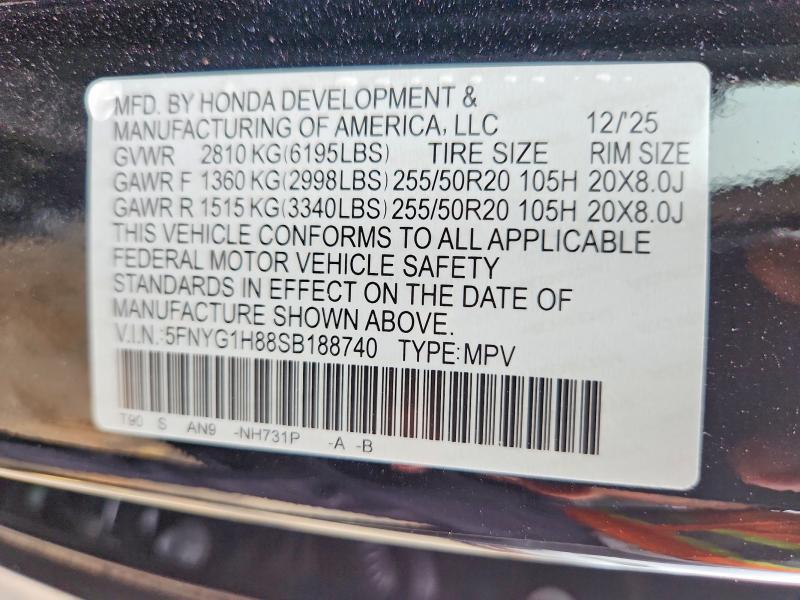 MFD. BY HONDA DEVELOPMENT &
MANUFACTURING OF AMERICA, LLC 12/'25
GVWR 2810 KG(6195LBS) TIRE SIZE RIM SIZE
GAWR F 1360 KG(2998LBS) 255/50R20 105H 20X8.0J
GAWR R 1515 KG(3340LBS) 255/50R20 105H 20X8.0J
THIS VEHICLE CONFORMS TO ALL APPLICABLE
FEDERAL MOTOR VEHICLE SAFETY
STANDARDS IN EFFECT ON THE DATE OF
MANUFACTURE SHOWN ABOVE.
V.I.N.:5FNYG1H88SB188740 TYPE:MPV
T90 S AN9 -NH731P -A -B